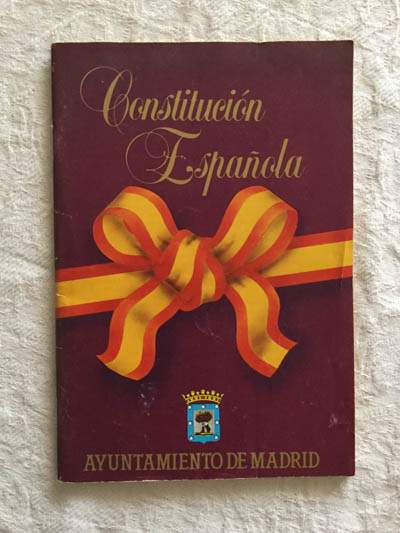 Constitución
Española
AYUNTAMIENTO DE MADRID